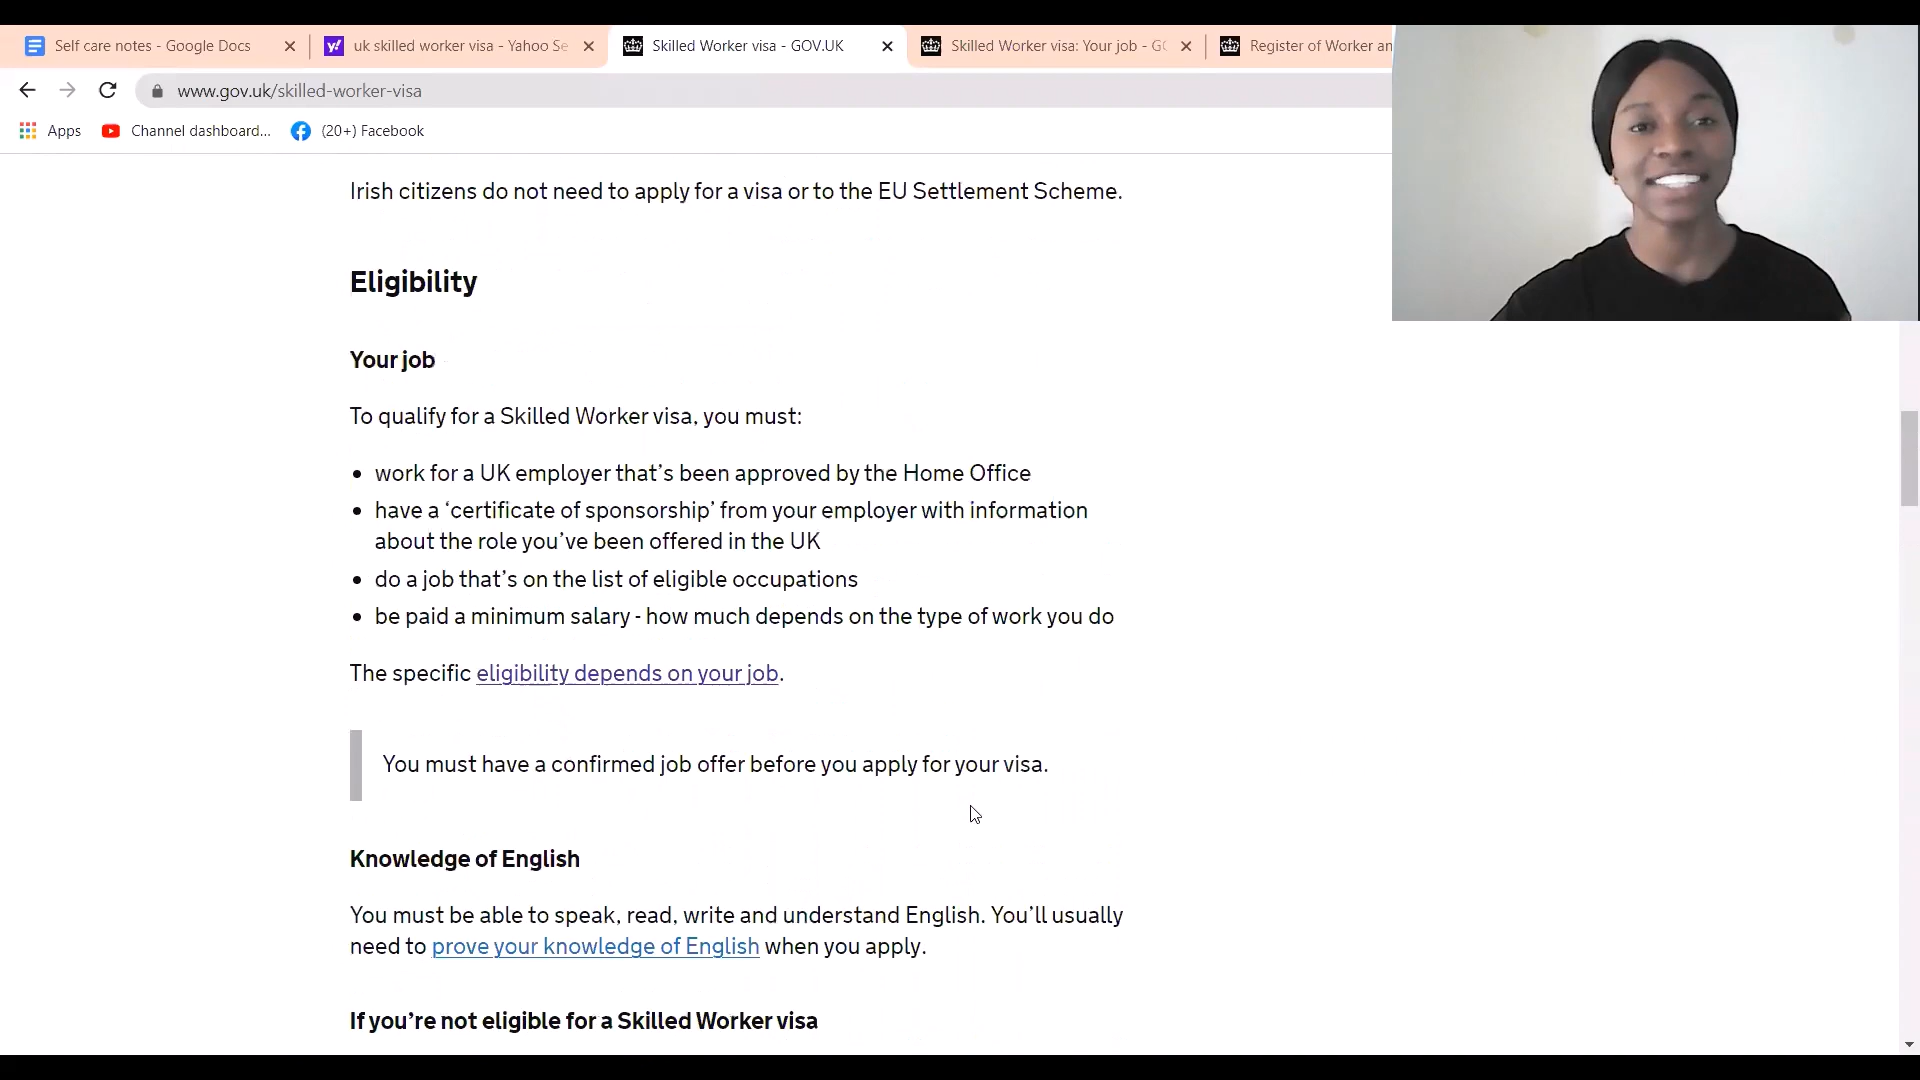 Self care notes - Google Docs
uk skilled worker visa - Yahoo Se
Skilled Worker visa - GOV.UK
Skilled Worker visa: Your job - GO
Register of Worker an
www.gov.uk/skilled-worker-visa
Apps
Channel dashboard...
(20+) Facebook
Irish citizens do not need to apply for a visa or to the EU Settlement Scheme.
Eligibility
Your job
To qualify for a Skilled Worker visa, you must:
• work for a UK employer that’s been approved by the Home Office
• have a ‘certificate of sponsorship’ from your employer with information
about the role you’ve been offered in the UK
• do a job that’s on the list of eligible occupations
• be paid a minimum salary - how much depends on the type of work you do
The specific eligibility depends on your job.
You must have a confirmed job offer before you apply for your visa.
Knowledge of English
You must be able to speak, read, write and understand English. You’ll usually
need to prove your knowledge of English when you apply.
If you’re not eligible for a Skilled Worker visa